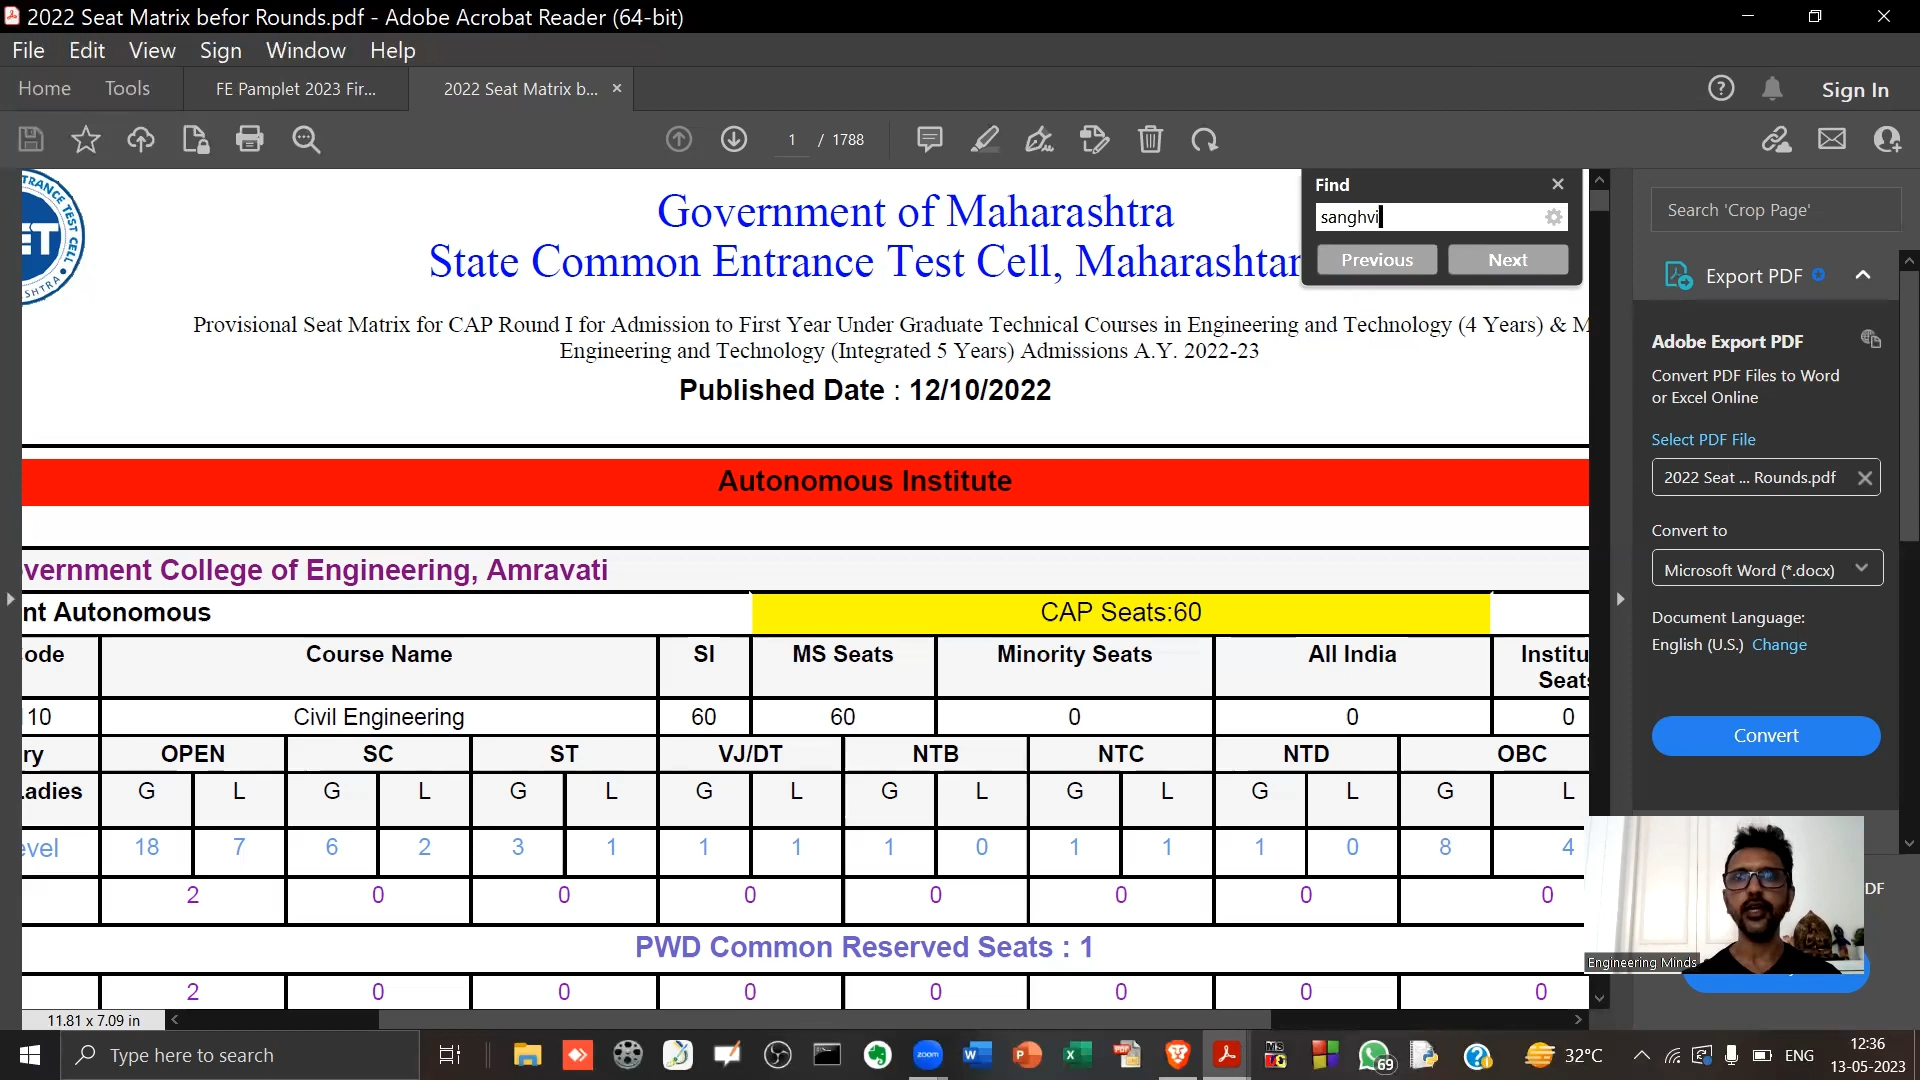 2022 Seat Matrix befor Rounds.pdf - Adobe Acrobat Reader (64-bit)
File Edit View Sign Window Help
Home Tools FE Pamplet 2023 Fir... 2022 Seat Matrix b... Sign In
1 / 1788
Find
sanghvi
Previous Next
Government of Maharashtra
State Common Entrance Test Cell, Maharashtar
Provisional Seat Matrix for CAP Round I for Admission to First Year Under Graduate Technical Courses in Engineering and Technology (4 Years) & M
Engineering and Technology (Integrated 5 Years) Admissions A.Y. 2022-23
Published Date : 12/10/2022
Autonomous Institute
vernment College of Engineering, Amravati
nt Autonomous CAP Seats:60
ode Course Name SI MS Seats Minority Seats All India Institu
Seats
10 Civil Engineering 60 60 0 0 0
ry OPEN SC ST VJ/DT NTB NTC NTD OBC
Ladies G L G L G L G L G L G L G L G L
evel 18 7 6 2 3 1 1 1 1 0 1 1 1 0 8 4
2 0 0 0 0 0 0 0
PWD Common Reserved Seats : 1
2 0 0 0 0 0 0 0
11.81 x 7.09 in
Search 'Crop Page'
Export PDF
Adobe Export PDF
Convert PDF Files to Word
or Excel Online
Select PDF File
2022 Seat ... Rounds.pdf
Convert to
Microsoft Word (*.docx)
Document Language:
English (U.S.) Change
Convert
DF
Engineering Minds
Type here to search
zoom
69
32°C
ENG
12:36
13-05-2023